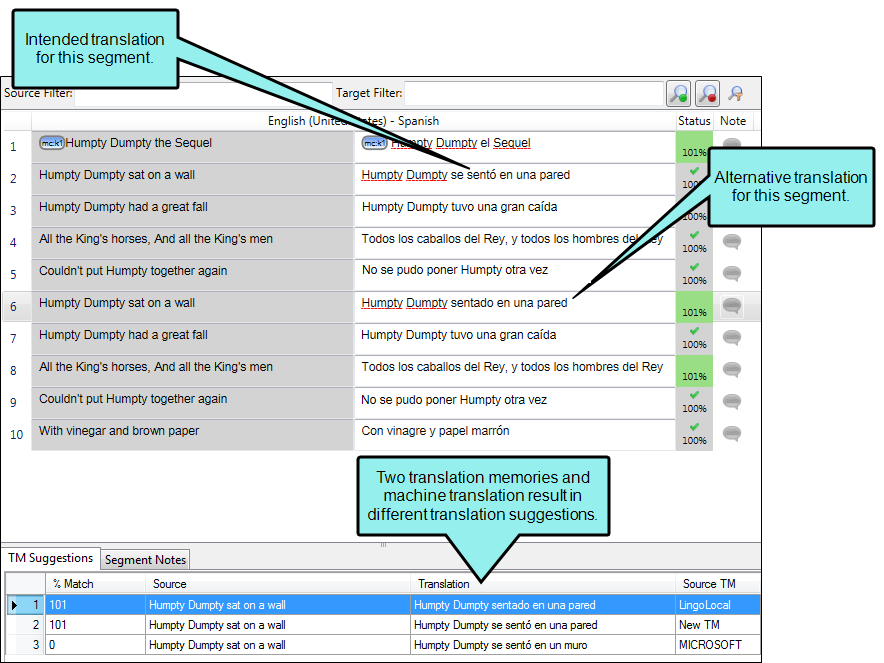 Intended translation
for this segment.
Source Filter: Target Filter:
English (United States) - Spanish Status Note
1 mc:k1 Humpty Dumpty the Sequel mc:k1 Humpty Dumpty el Sequel 101%
2 Humpty Dumpty sat on a wall Humpty Dumpty se sentó en una pared 100%
Alternative translation
for this segment.
3 Humpty Dumpty had a great fall Humpty Dumpty tuvo una gran caída 100%
4 All the King's horses, And all the King's men Todos los caballos del Rey, y todos los hombres del Rey 100%
5 Couldn't put Humpty together again No se pudo poner Humpty otra vez 100%
6 Humpty Dumpty sat on a wall Humpty Dumpty sentado en una pared 101%
7 Humpty Dumpty had a great fall Humpty Dumpty tuvo una gran caída 100%
8 All the King's horses, And all the King's men Todos los caballos del Rey, y todos los hombres del Rey 101%
9 Couldn't put Humpty together again No se pudo poner Humpty otra vez 100%
10 With vinegar and brown paper Con vinagre y papel marrón 100%
Two translation memories and
machine translation result in
different translation suggestions.
TM Suggestions Segment Notes
% Match Source Translation Source TM
1 101 Humpty Dumpty sat on a wall Humpty Dumpty sentado en una pared LingoLocal
2 101 Humpty Dumpty sat on a wall Humpty Dumpty se sentó en una pared New TM
3 0 Humpty Dumpty sat on a wall Humpty Dumpty se sentó en un muro MICROSOFT